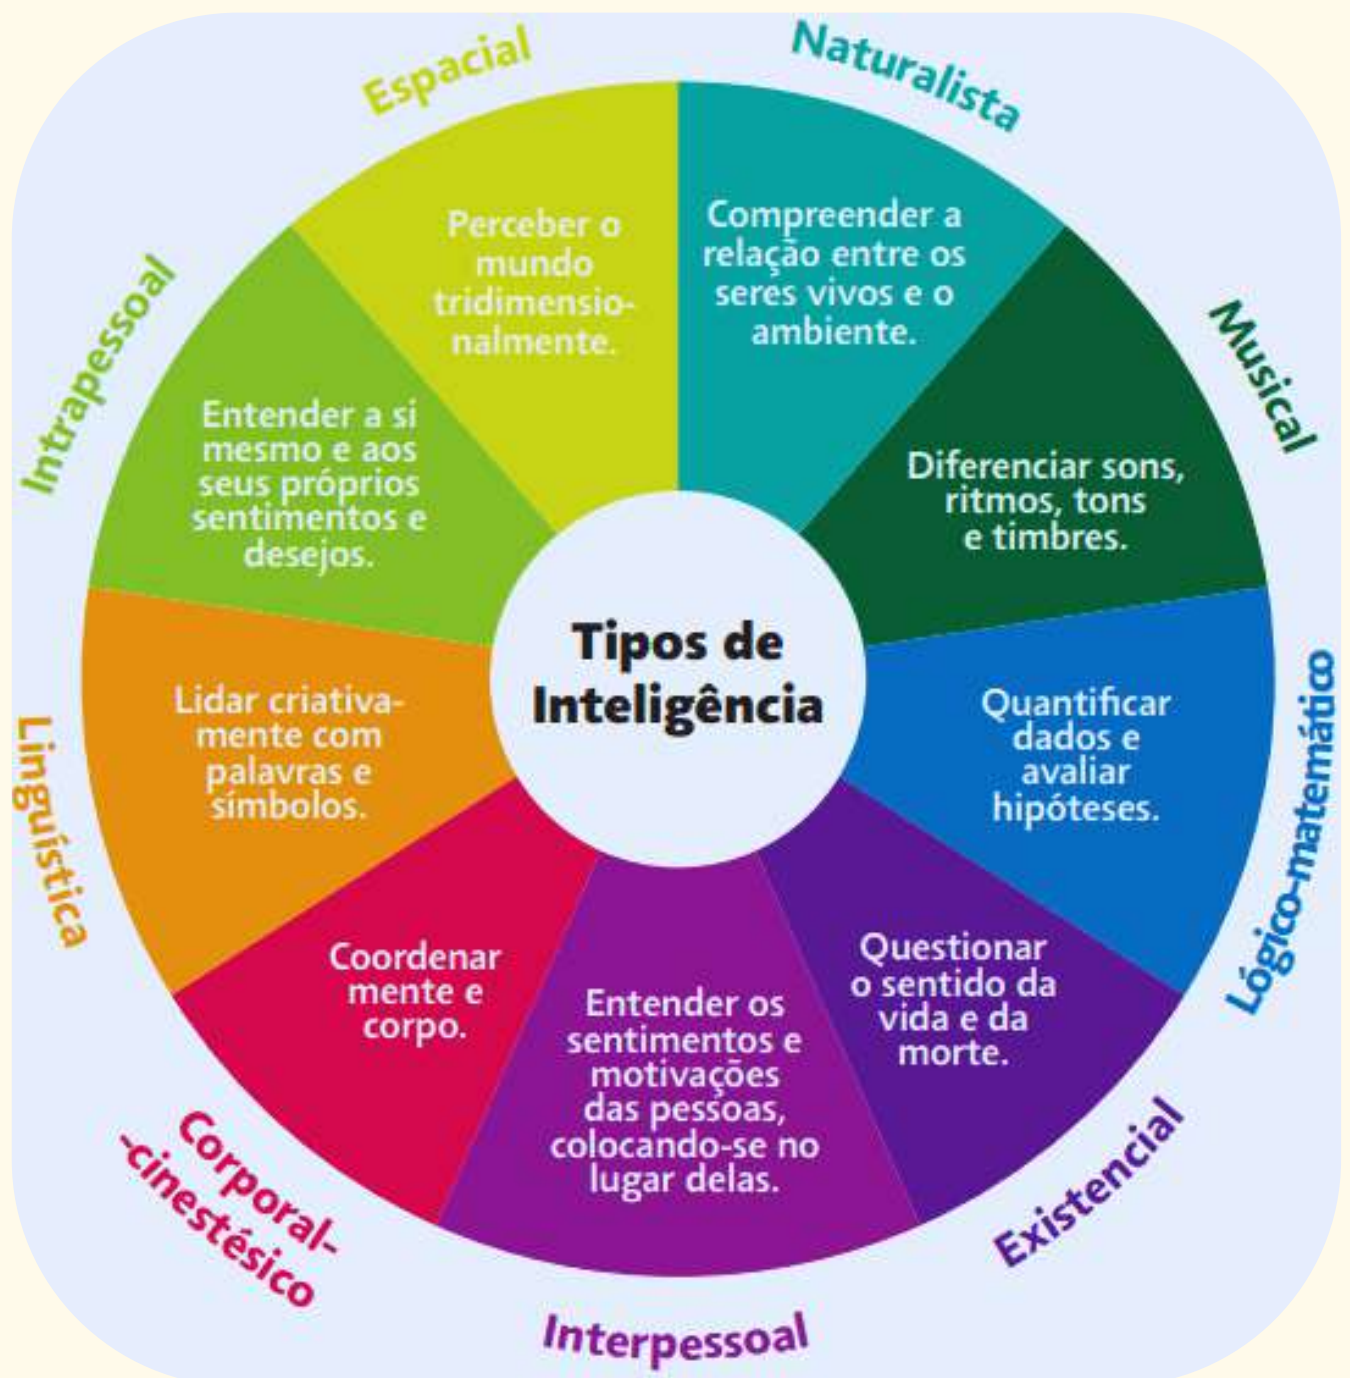 Tipos de
Inteligência
Naturalista
Compreender a
relação entre os
seres vivos e o
ambiente.
Musical
Diferenciar sons,
ritmos, tons
e timbres.
Lógico-matemático
Quantificar
dados e
avaliar
hipóteses.
Existencial
Questionar
o sentido da
vida e da
morte.
Interpessoal
Entender os
sentimentos e
motivações
das pessoas,
colocando-se no
lugar delas.
Corporal-
-cinestésico
Coordenar
mente e
corpo.
Linguística
Lidar criativa-
mente com
palavras e
símbolos.
Intrapessoal
Entender a si
mesmo e aos
seus próprios
sentimentos e
desejos.
Espacial
Perceber o
mundo
tridimensio-
nalmente.